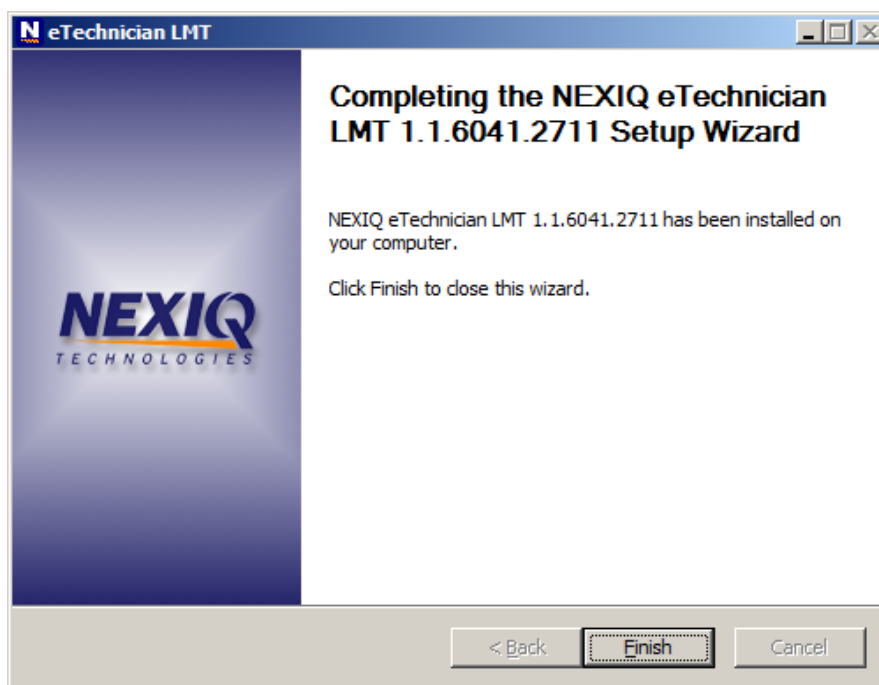 N eTechnician LMT
Completing the NEXIQ eTechnician
LMT 1.1.6041.2711 Setup Wizard
NEXIQ eTechnician LMT 1.1.6041.2711 has been installed on
your computer.
Click Finish to close this wizard.
NEXIQ
TECHNOLOGIES
< Back
Finish
Cancel